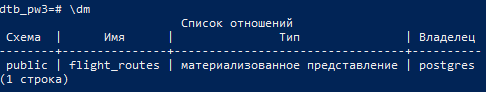 dtb_pw3=# \dm
Список отношений
Схема | Имя | Тип | Владелец
--------+---------------+-----------------------------+----------
public | flight_routes | материализованное представление | postgres
(1 строка)